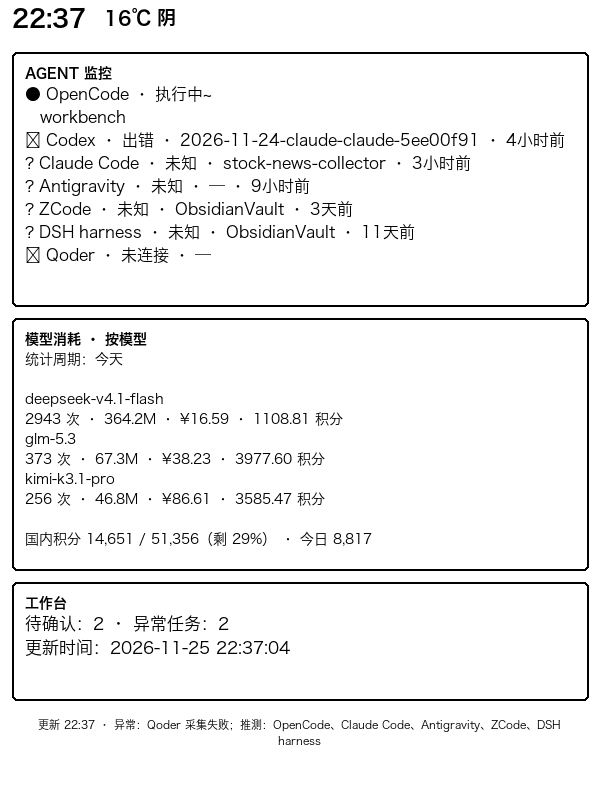 22:37 16℃ 阴
AGENT 监控
● OpenCode · 执行中~
workbench
☒ Codex · 出错 · 2026-11-24-claude-claude-5ee00f91 · 4小时前
? Claude Code · 未知 · stock-news-collector · 3小时前
? Antigravity · 未知 · — · 9小时前
? ZCode · 未知 · ObsidianVault · 3天前
? DSH harness · 未知 · ObsidianVault · 11天前
☒ Qoder · 未连接 · —
模型消耗 · 按模型
统计周期：今天
deepseek-v4.1-flash
2943 次 · 364.2M · ¥16.59 · 1108.81 积分
glm-5.3
373 次 · 67.3M · ¥38.23 · 3977.60 积分
kimi-k3.1-pro
256 次 · 46.8M · ¥86.61 · 3585.47 积分
国内积分 14,651 / 51,356（剩 29%） · 今日 8,817
工作台
待确认：2 · 异常任务：2
更新时间：2026-11-25 22:37:04
更新 22:37 · 异常：Qoder 采集失败；推测：OpenCode、Claude Code、Antigravity、ZCode、DSH
harness